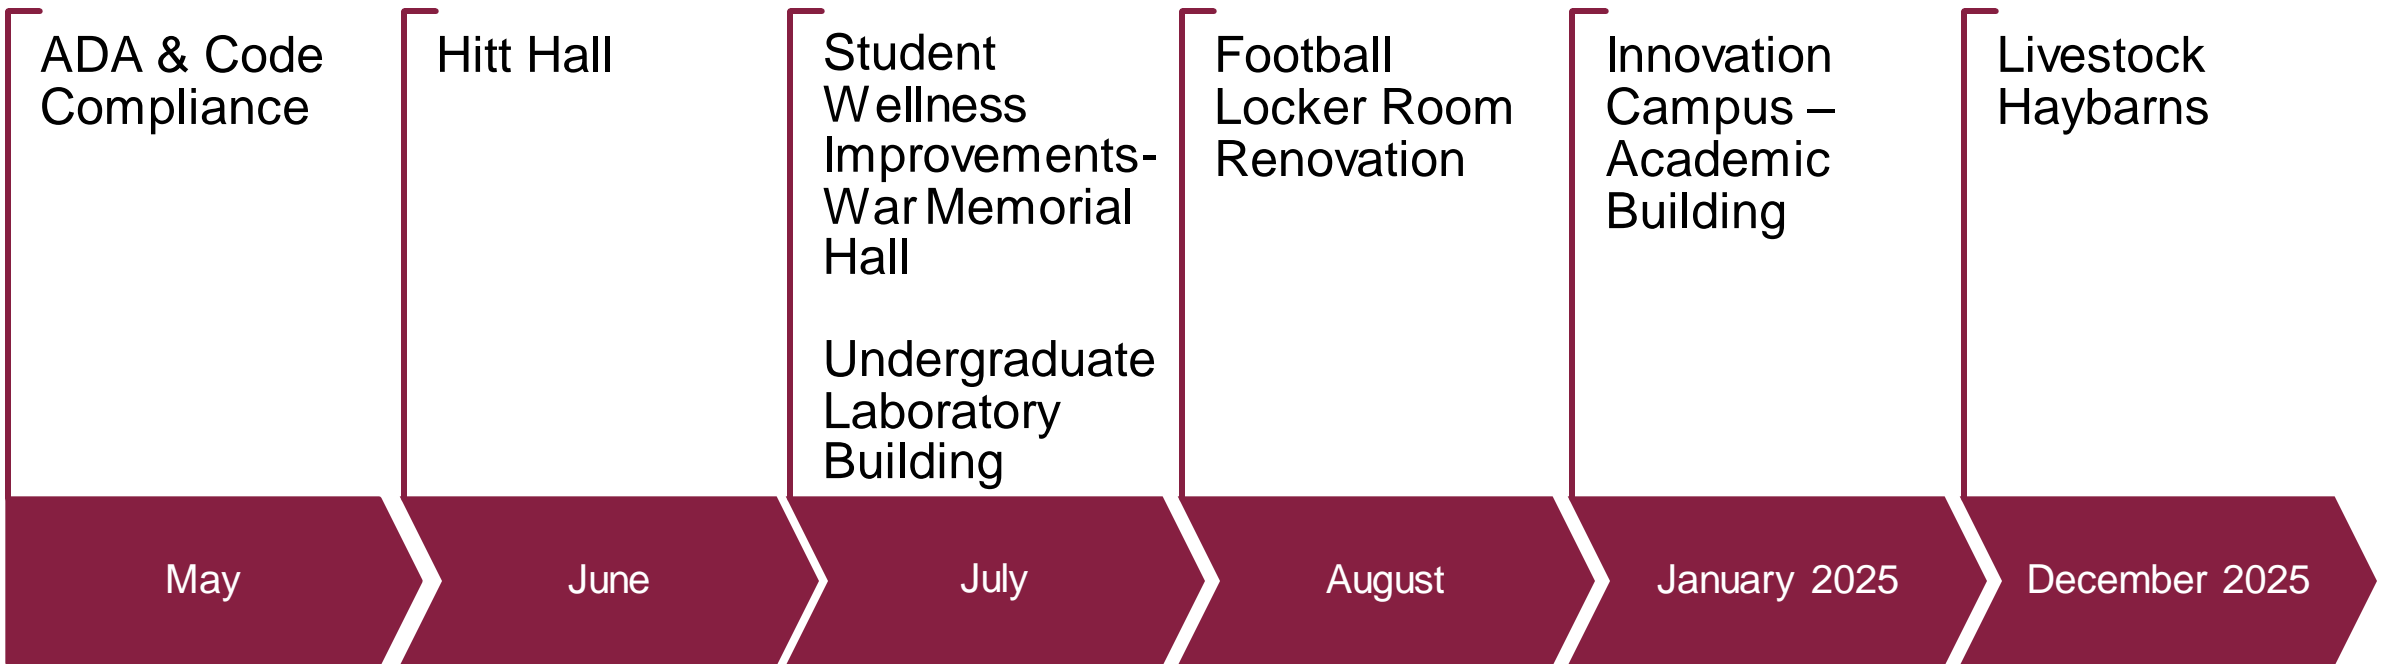 ADA & Code
Compliance
Hitt Hall
Student
Wellness
Improvements-
War Memorial
Hall
Undergraduate
Laboratory
Building
Football
Locker Room
Renovation
Innovation
Campus –
Academic
Building
Livestock
Haybarns
May
June
July
August
January 2025
December 2025